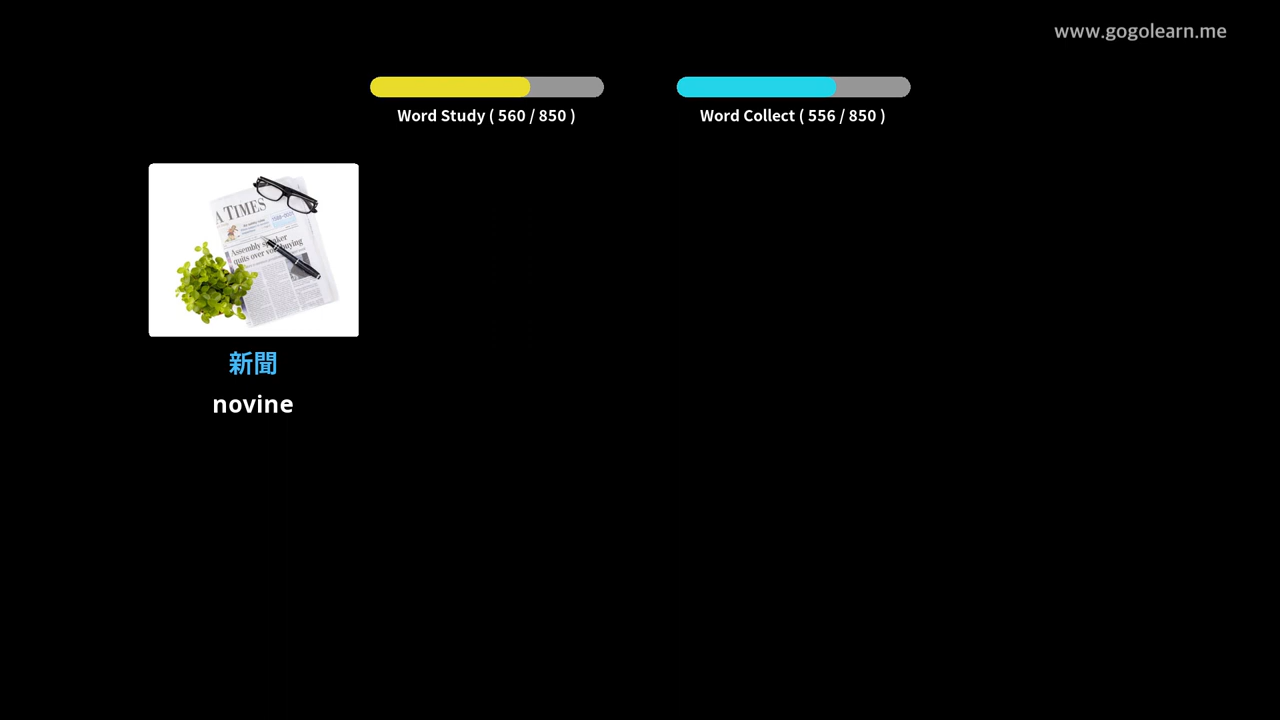 www.gogolearn.me
Word Study ( 560 / 850 )
Word Collect ( 556 / 850 )
A TIMES
Assembly
quits over
新聞
novine